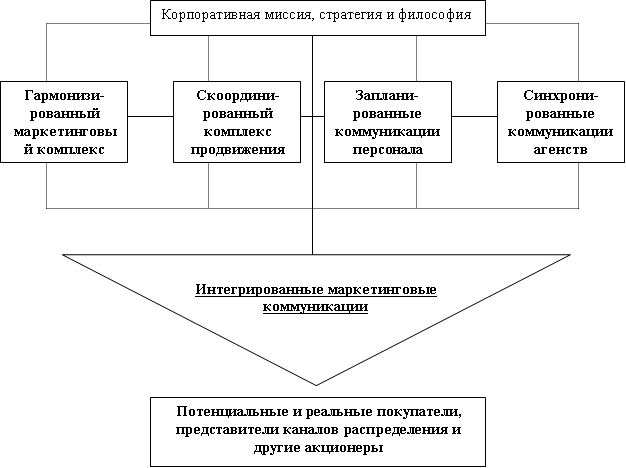 Корпоративная миссия, стратегия и философия
Гармонизи-
рованный
маркетинговы
й комплекс
Скоордини-
рованный
комплекс
продвижения
Заплани-
рованные
коммуникации
персонала
Синхрони-
рованные
коммуникации
агенств
Интегрированные маркетинговые
коммуникации
Потенциальные и реальные покупатели,
представители каналов распределения и
другие акционеры